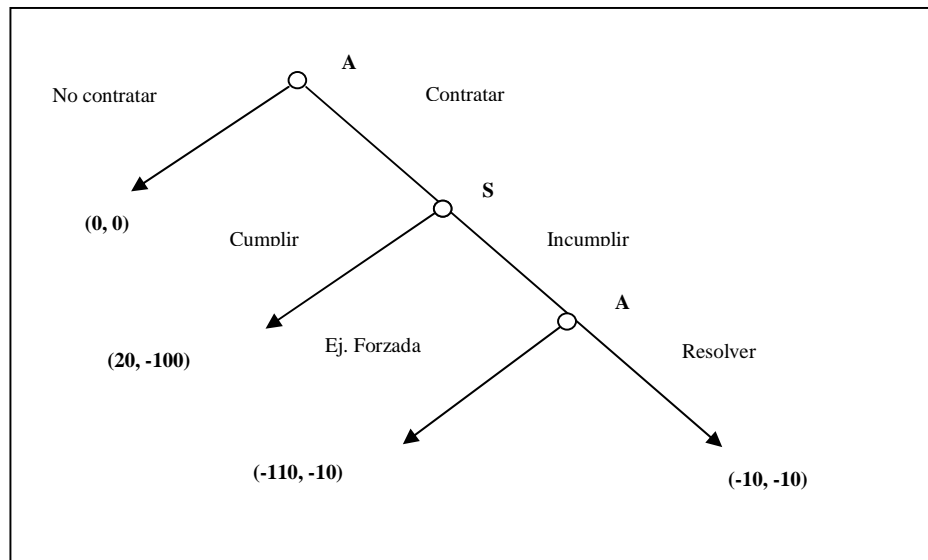 A
No contratar
Contratar
S
(0, 0)
Cumplir
Incumplir
A
Ej. Forzada
Resolver
(20, -100)
(-110, -10)
(-10, -10)